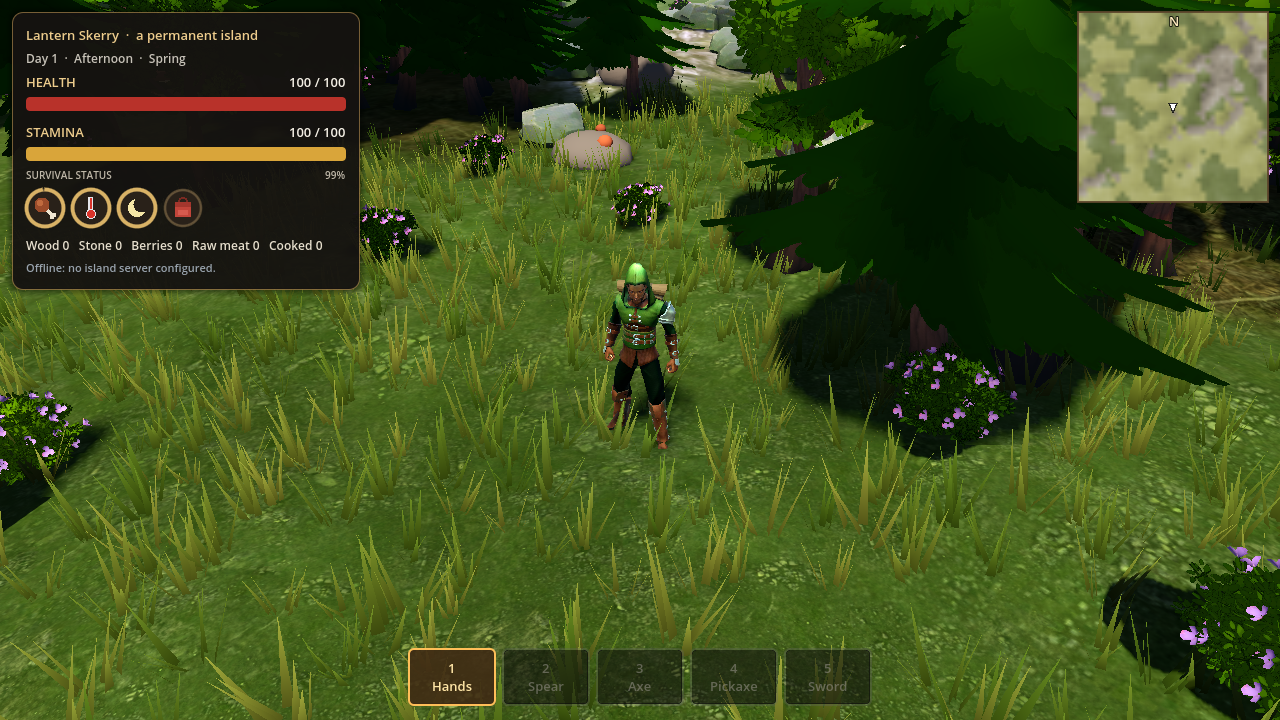 Lantern Skerry · a permanent island
Day 1 · Afternoon · Spring
HEALTH 100 / 100
STAMINA 100 / 100
SURVIVAL STATUS 99%
Wood 0 Stone 0 Berries 0 Raw meat 0 Cooked 0
Offline: no island server configured.
N
1 2 3 4 5
Hands Spear Axe Pickaxe Sword